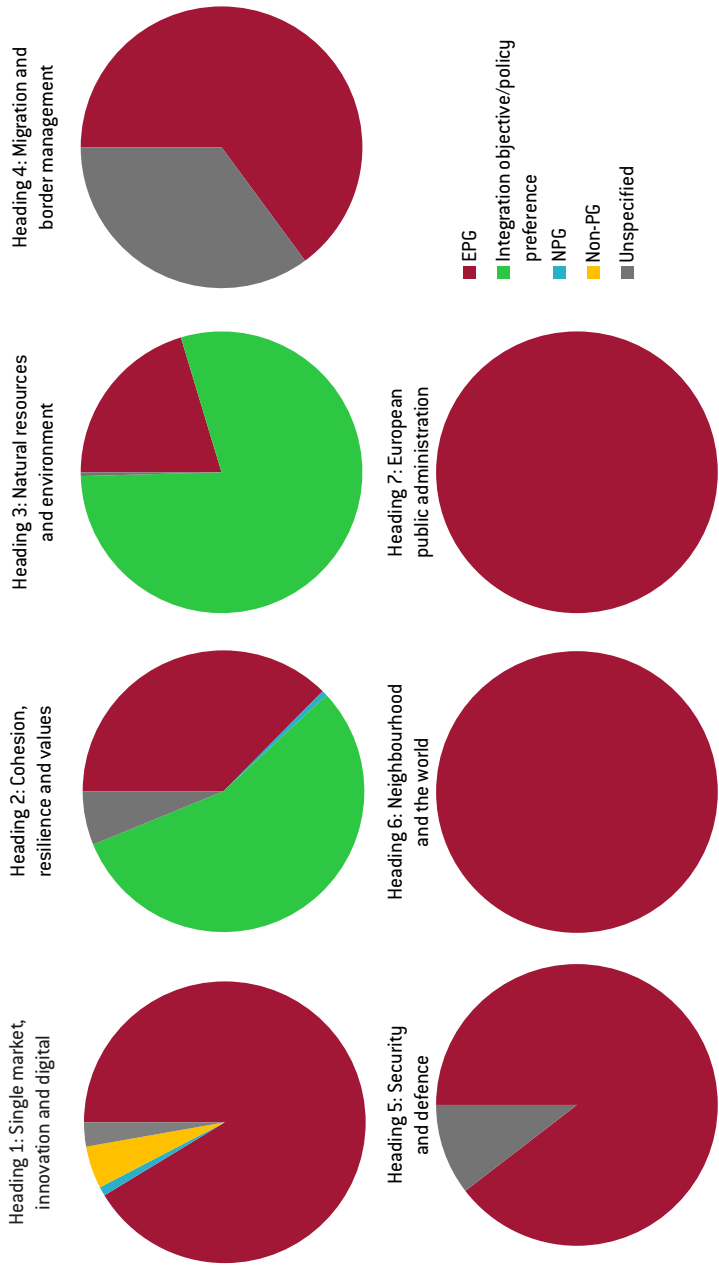 Heading 1: Single market,
innovation and digital
Heading 2: Cohesion,
resilience and values
Heading 3: Natural resources
and environment
Heading 4: Migration and
border management
Heading 5: Security
and defence
Heading 6: Neighbourhood
and the world
Heading 7: European
public administration
EPG
Integration objective/policy
preference
NPG
Non-PG
Unspecified